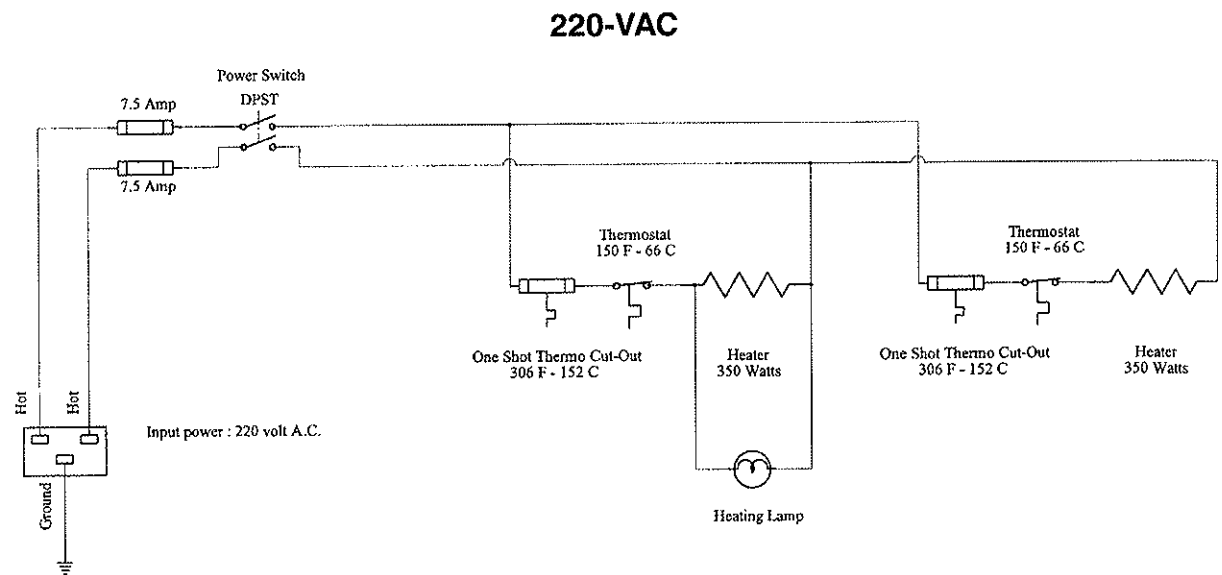 220-VAC
Power Switch
DPST
7.5 Amp
7.5 Amp
Thermostat
150 F - 66 C
Thermostat
150 F - 66 C
One Shot Thermo Cut-Out
306 F - 152 C
Heater
350 Watts
One Shot Thermo Cut-Out
306 F - 152 C
Heater
350 Watts
Hot
Hot
Input power : 220 volt A.C.
Ground
Heating Lamp